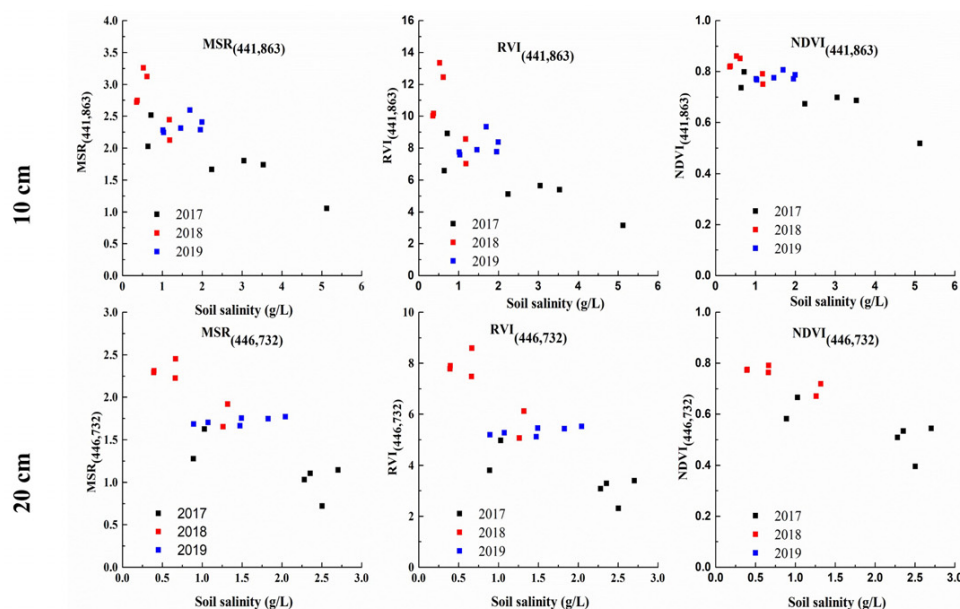 10 cm
MSR(441,863)
4.0
3.5
3.0
2.5
2.0
1.5
1.0
0.5
0.0
MSR(441,863)
2017
2018
2019
0 1 2 3 4 5 6
Soil salinity (g/L)
RVI(441,863)
16
14
12
10
8
6
4
2
0
RVI(441,863)
2017
2018
2019
0 1 2 3 4 5 6
Soil salinity (g/L)
NDVI(441,863)
1.0
0.8
0.6
0.4
0.2
0.0
NDVI(441,863)
2017
2018
2019
0 1 2 3 4 5 6
Soil salinity (g/L)
20 cm
MSR(446,732)
3.0
2.5
2.0
1.5
1.0
0.5
0.0
MSR(446,732)
2017
2018
2019
0.0 0.5 1.0 1.5 2.0 2.5 3.0
Soil salinity (g/L)
RVI(446,732)
10
8
6
4
2
0
RVI(446,732)
2017
2018
2019
0.0 0.5 1.0 1.5 2.0 2.5 3.0
Soil salinity (g/L)
NDVI(446,732)
1.0
0.8
0.6
0.4
0.2
0.0
NDVI(446,732)
2017
2018
2019
0.0 0.5 1.0 1.5 2.0 2.5 3.0
Soil salinity (g/L)